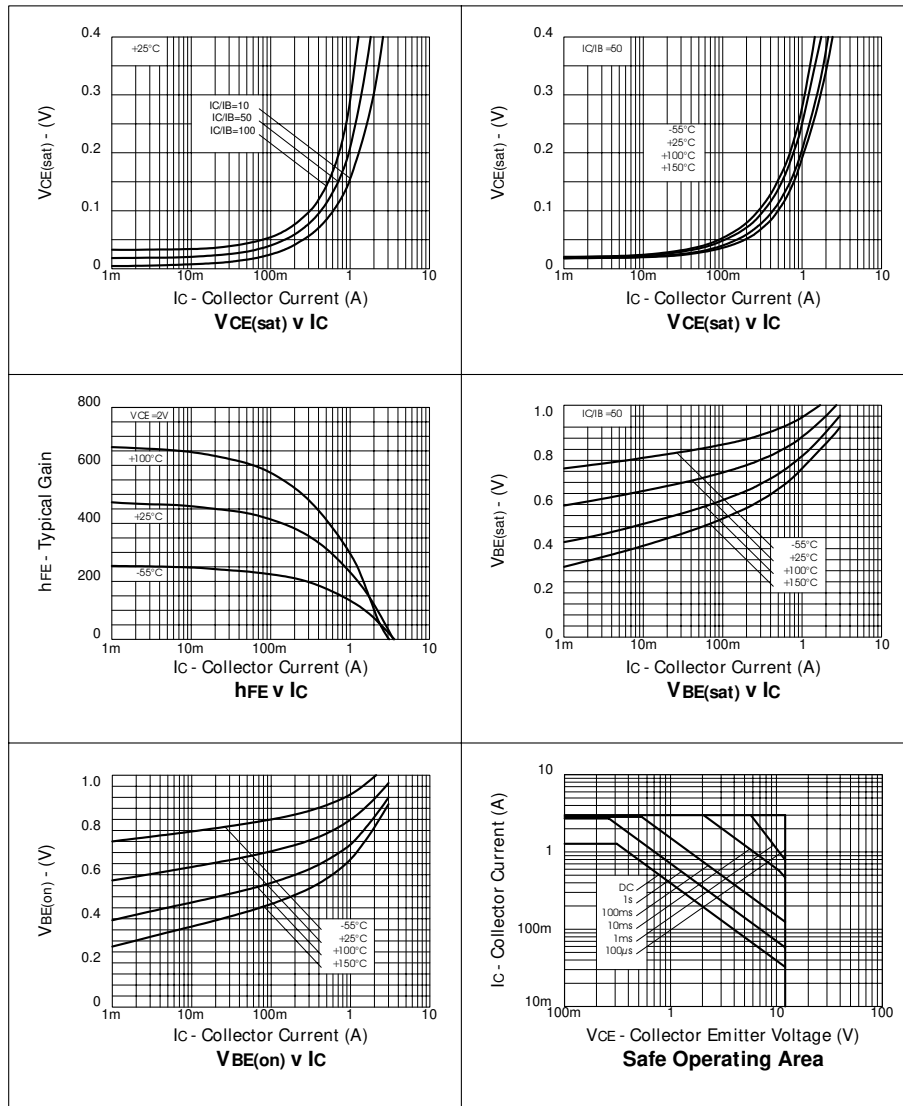 0.4
0.3
0.2
0.1
0
VCE(sat) - (V)
+25°C
IC/IB=10
IC/IB=50
IC/IB=100
1m 10m 100m 1 10
IC - Collector Current (A)
VCE(sat) v IC
0.4
0.3
0.2
0.1
0
VCE(sat) - (V)
IC/IB=50
-55°C
+25°C
+100°C
+150°C
1m 10m 100m 1 10
IC - Collector Current (A)
VCE(sat) v IC
800
600
400
200
0
hFE - Typical Gain
VCE=2V
+100°C
+25°C
-55°C
1m 10m 100m 1 10
IC - Collector Current (A)
hFE v IC
1.0
0.8
0.6
0.4
0.2
0
VBE(sat) - (V)
IC/IB=50
-55°C
+25°C
+100°C
+150°C
1m 10m 100m 1 10
IC - Collector Current (A)
VBE(sat) v IC
1.0
0.8
0.6
0.4
0.2
0
VBE(on) - (V)
-55°C
+25°C
+100°C
+150°C
1m 10m 100m 1 10
IC - Collector Current (A)
VBE(on) v IC
10
1
100m
10m
IC - Collector Current (A)
DC
1s
100ms
10ms
1ms
100µs
100m 1 10 100
VCE - Collector Emitter Voltage (V)
Safe Operating Area